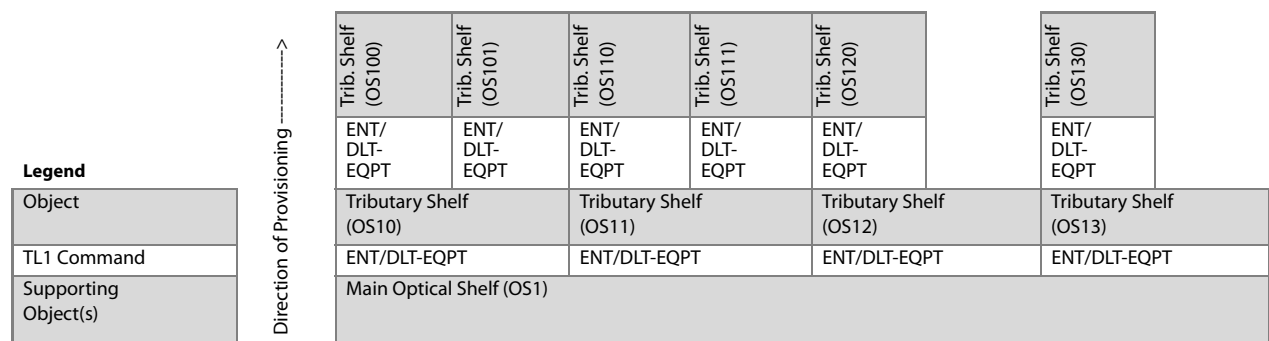 Legend
Object
TL1 Command
Supporting
Object(s)
Direction of Provisioning ------------>
Trib. Shelf
(OS100)
Trib. Shelf
(OS101)
Trib. Shelf
(OS110)
Trib. Shelf
(OS111)
Trib. Shelf
(OS120)
Trib. Shelf
(OS130)
ENT/
DLT-
EQPT
ENT/
DLT-
EQPT
ENT/
DLT-
EQPT
ENT/
DLT-
EQPT
ENT/
DLT-
EQPT
ENT/
DLT-
EQPT
Tributary Shelf
(OS10)
Tributary Shelf
(OS11)
Tributary Shelf
(OS12)
Tributary Shelf
(OS13)
ENT/DLT-EQPT
ENT/DLT-EQPT
ENT/DLT-EQPT
ENT/DLT-EQPT
Main Optical Shelf (OS1)